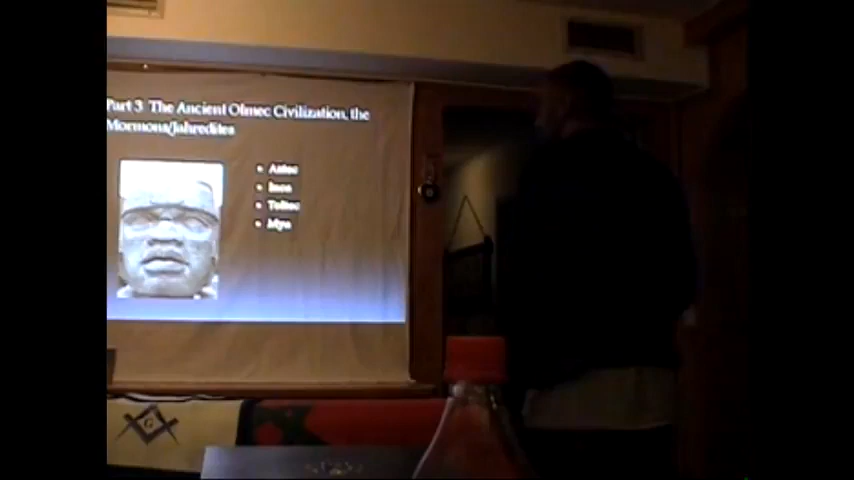 Part 3 The Ancient Olmec Civilization, the
Mormons/Jahredites
• Aztec
• Inca
• Toltec
• Mya
G